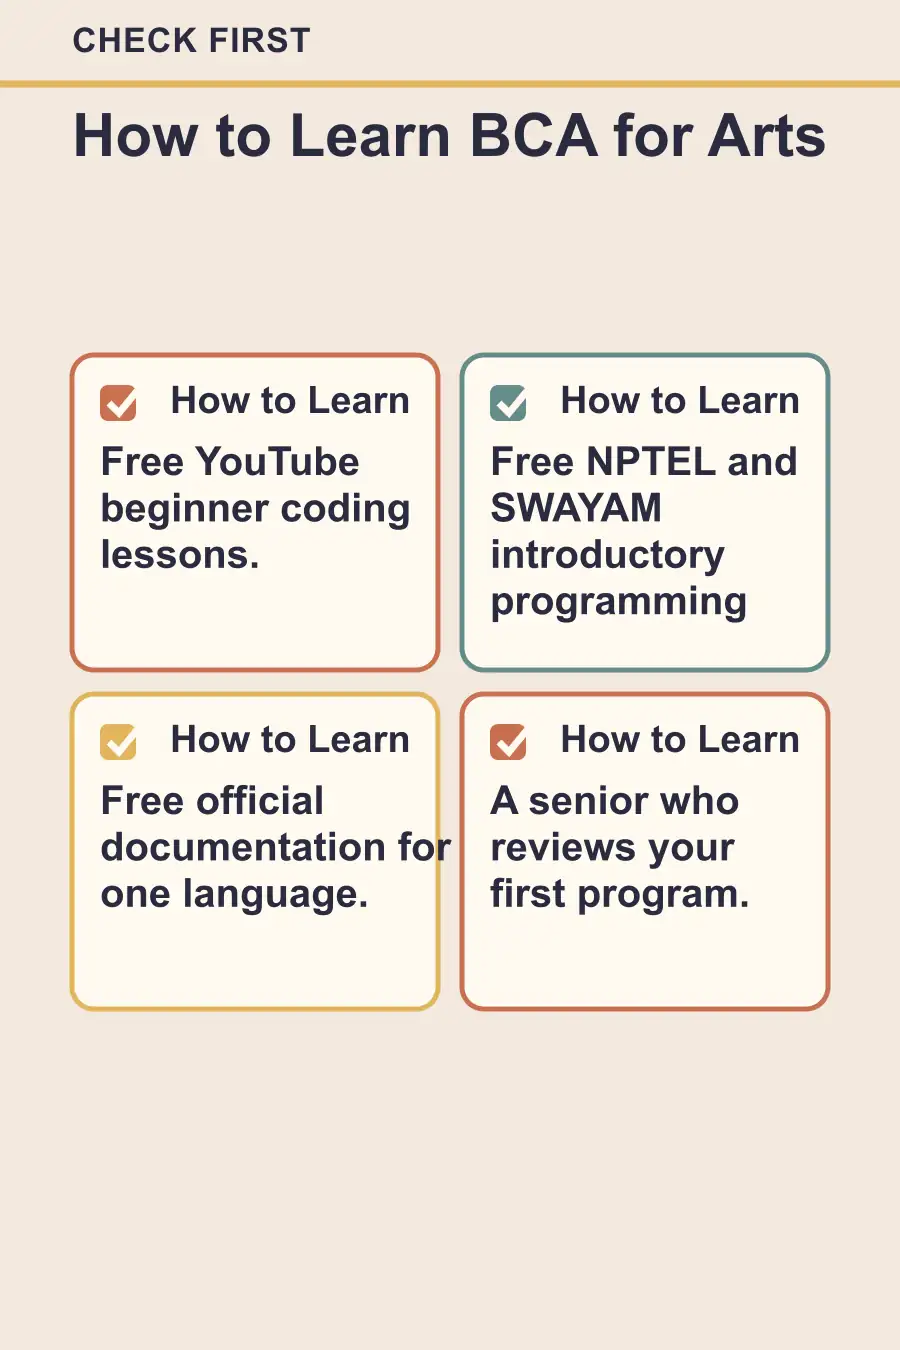 CHECK FIRST
How to Learn BCA for Arts
How to Learn
Free YouTube
beginner coding
lessons.
How to Learn
Free NPTEL and
SWAYAM
introductory
programming
How to Learn
Free official
documentation for
one language.
How to Learn
A senior who
reviews your
first program.